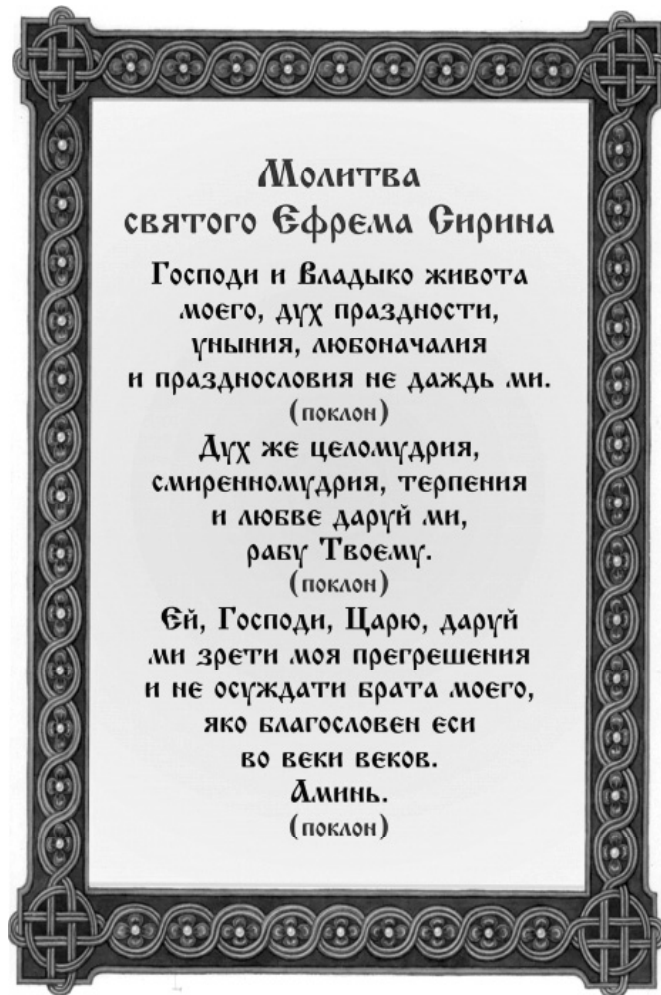 Молитва
святого Ефрема Сирина
Господи и Владыко живота
моего, дух праздности,
уныния, любоначалия
и празднословия не даждь ми.
(поклон)
Дух же целомудрия,
смиренномудрия, терпения
и любве даруй ми,
рабу Твоему.
(поклон)
Ей, Господи, Царю, даруй
ми зрети моя прегрешения
и не осуждати брата моего,
яко благословен еси
во веки веков.
Аминь.
(поклон)